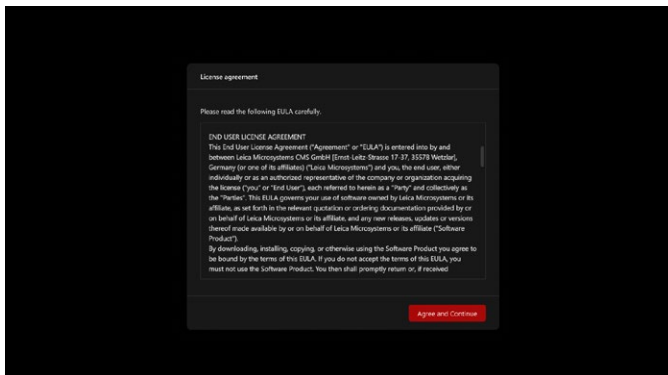 License agreement
Please read the following EULA carefully.
END USER LICENSE AGREEMENT
This End User License Agreement ("Agreement" or "EULA") is entered into by and
between Leica Microsystems CMS GmbH [Ernst-Leitz-Strasse 17-37, 35578 Wetzlar],
Germany (or one of its affiliates) ("Leica Microsystems") and you, the end user, either
individually or as an authorized representative of the company or organization acquiring
the license ("you" or "End User"), each referred to herein as a "Party" and collectively as
the "Parties". This EULA governs your use of software owned by Leica Microsystems or its
affiliate, as set forth in the relevant quotation or ordering documentation provided by or
on behalf of Leica Microsystems or its affiliate, and any new releases, updates or versions
thereof made available by or on behalf of Leica Microsystems or its affiliate ("Software
Product").
By downloading, installing, copying, or otherwise using the Software Product you agree to
be bound by the terms of this EULA. If you do not accept the terms of this EULA, you
must not use the Software Product. You then shall promptly return or, if received
Agree and Continue